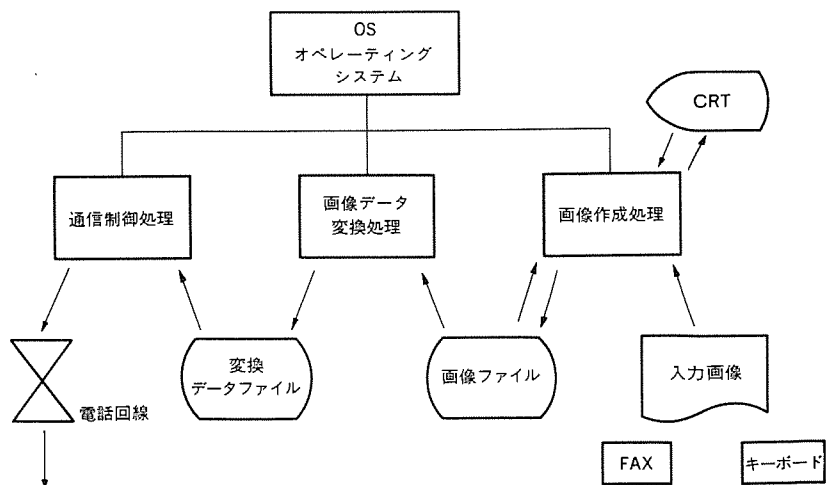 OS
オペレーティング
システム
CRT
通信制御処理
画像データ
変換処理
画像作成処理
変換
データファイル
画像ファイル
入力画像
電話回線
FAX
キーボード